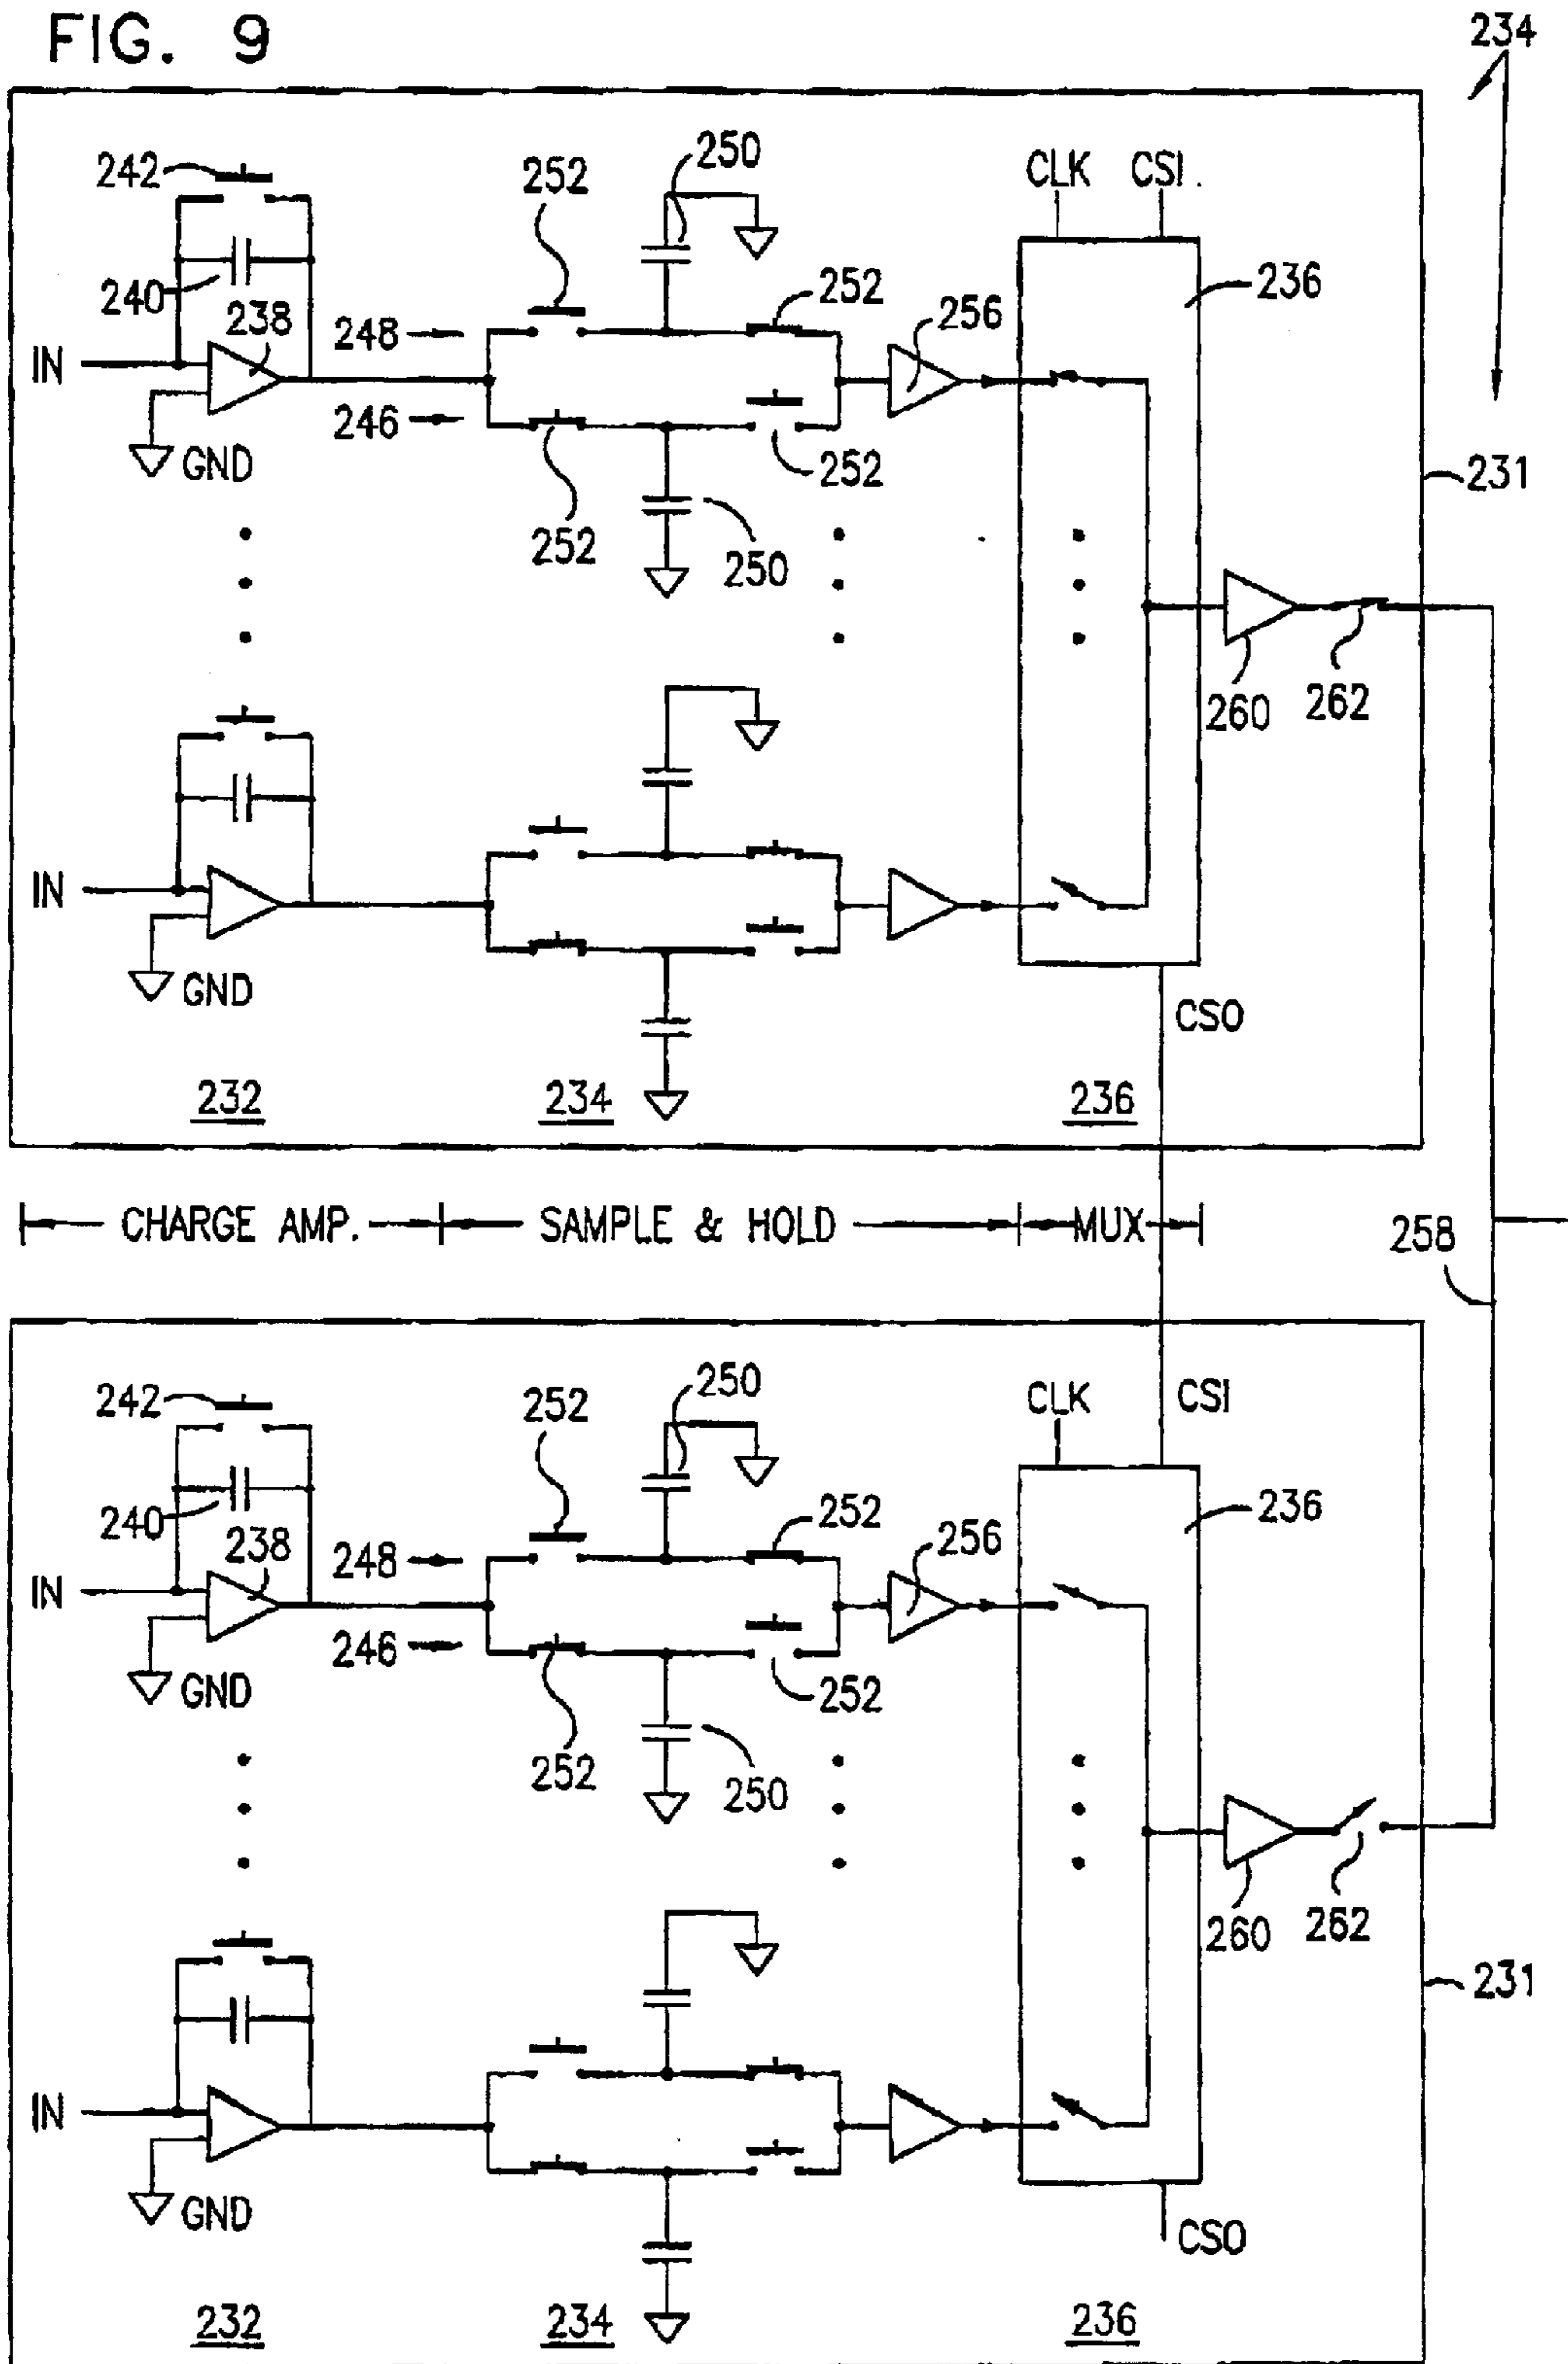 FIG. 9
234
242
240
238
IN
GND
248
246
252
250
252
252
252
250
256
CLK
CSI
236
231
260
262
IN
GND
CSO
232
234
236
CHARGE AMP.
SAMPLE & HOLD
MUX
258
242
240
238
IN
GND
248
246
252
250
252
252
252
250
256
CLK
CSI
236
260
262
231
IN
GND
CSO
232
234
236